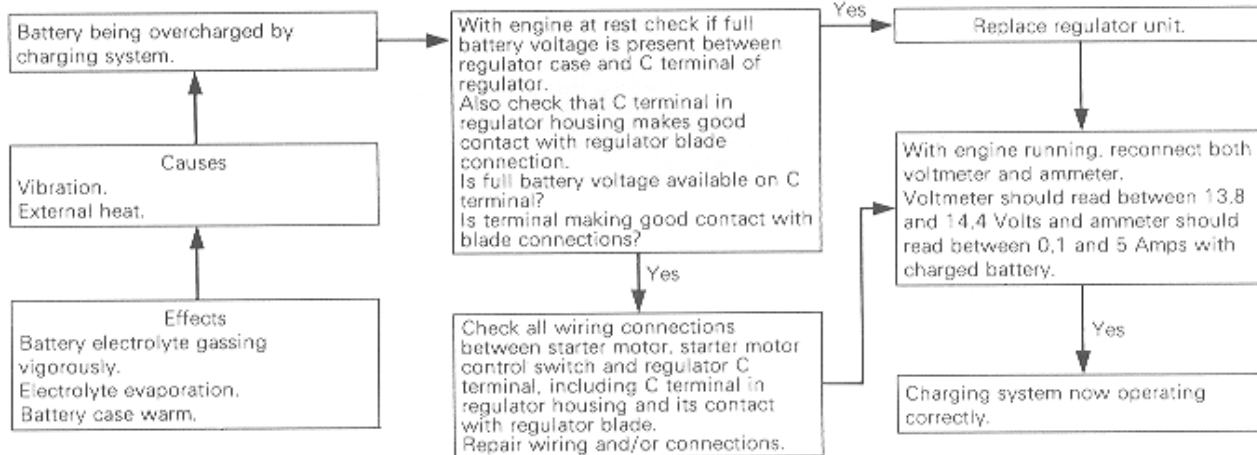 Battery being overcharged by
charging system.
Causes
Vibration.
External heat.
Effects
Battery electrolyte gassing
vigorously.
Electrolyte evaporation.
Battery case warm.
With engine at rest check if full
battery voltage is present between
regulator case and C terminal of
regulator.
Also check that C terminal in
regulator housing makes good
contact with regulator blade
connection.
Is full battery voltage available on C
terminal?
Is terminal making good contact with
blade connections?
Yes
Yes
Check all wiring connections
between starter motor, starter motor
control switch and regulator C
terminal, including C terminal in
regulator housing and its contact
with regulator blade.
Repair wiring and/or connections.
Replace regulator unit.
With engine running, reconnect both
voltmeter and ammeter.
Voltmeter should read between 13,8
and 14,4 Volts and ammeter should
read between 0,1 and 5 Amps with
charged battery.
Yes
Charging system now operating
correctly.